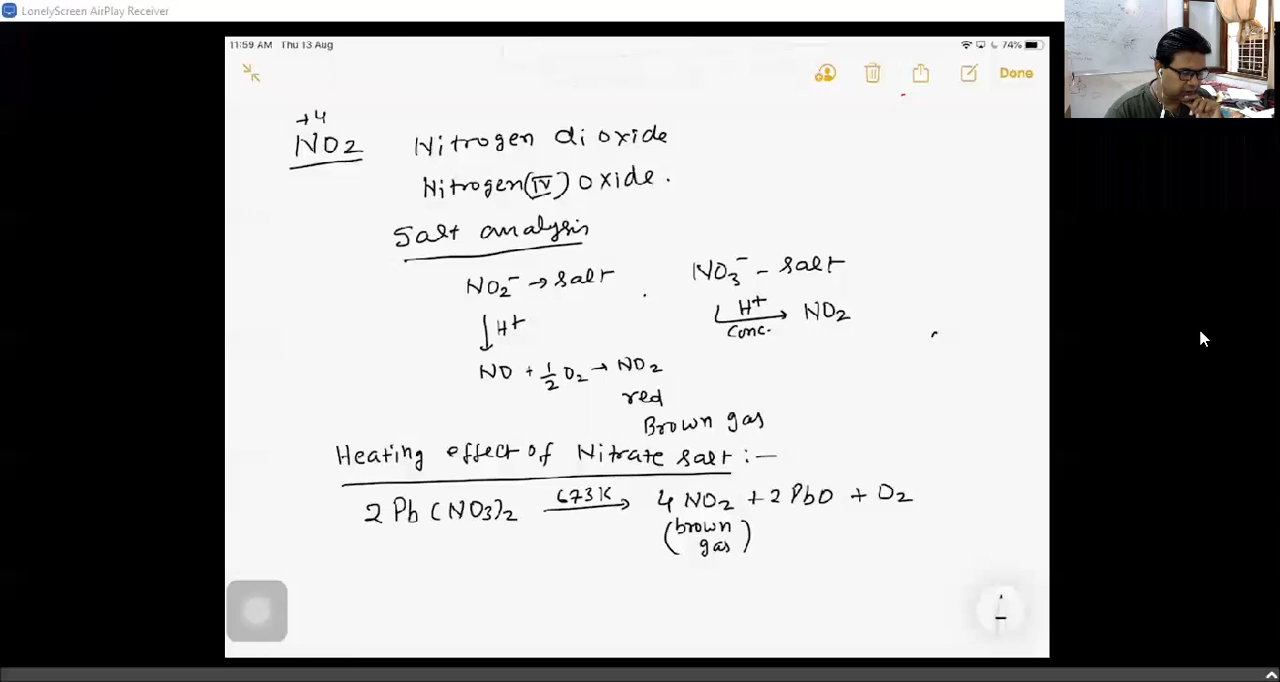 LonelyScreen AirPlay Receiver
11:59 AM Thu 13 Aug
74%
Done
+4
NO2 Nitrogen dioxide
Nitrogen(IV) oxide.
Salt analysis
NO2⁻ → salt
NO3⁻ - salt
H+
Conc.
NO2
H+
NO + 1/2 O2 → NO2
red
Brown gas
Heating effect of Nitrate salt :—
2 Pb(NO3)2 673K → 4 NO2 + 2 PbO + O2
(brown gas)